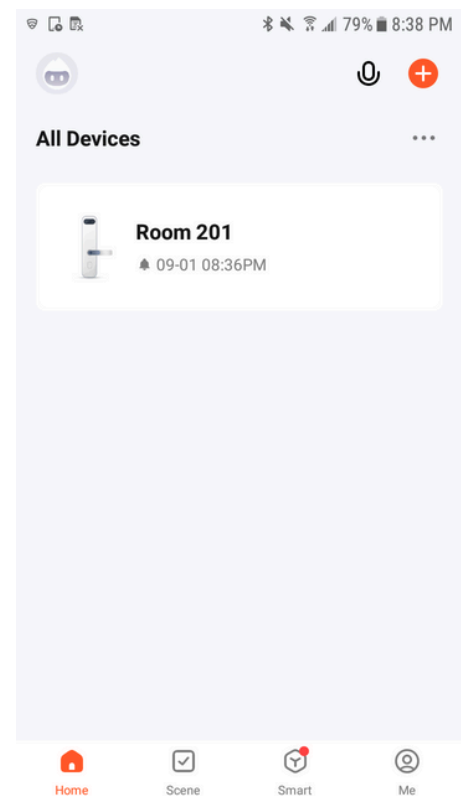 79% 8:38 PM
All Devices
Room 201
09-01 08:36PM
Home Scene Smart Me